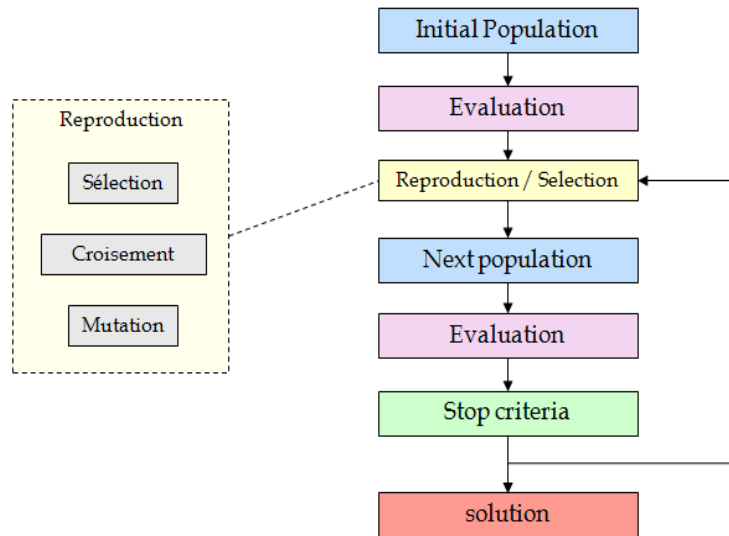 Initial Population
Evaluation
Reproduction / Selection
Next population
Evaluation
Stop criteria
solution
Reproduction
Sélection
Croisement
Mutation